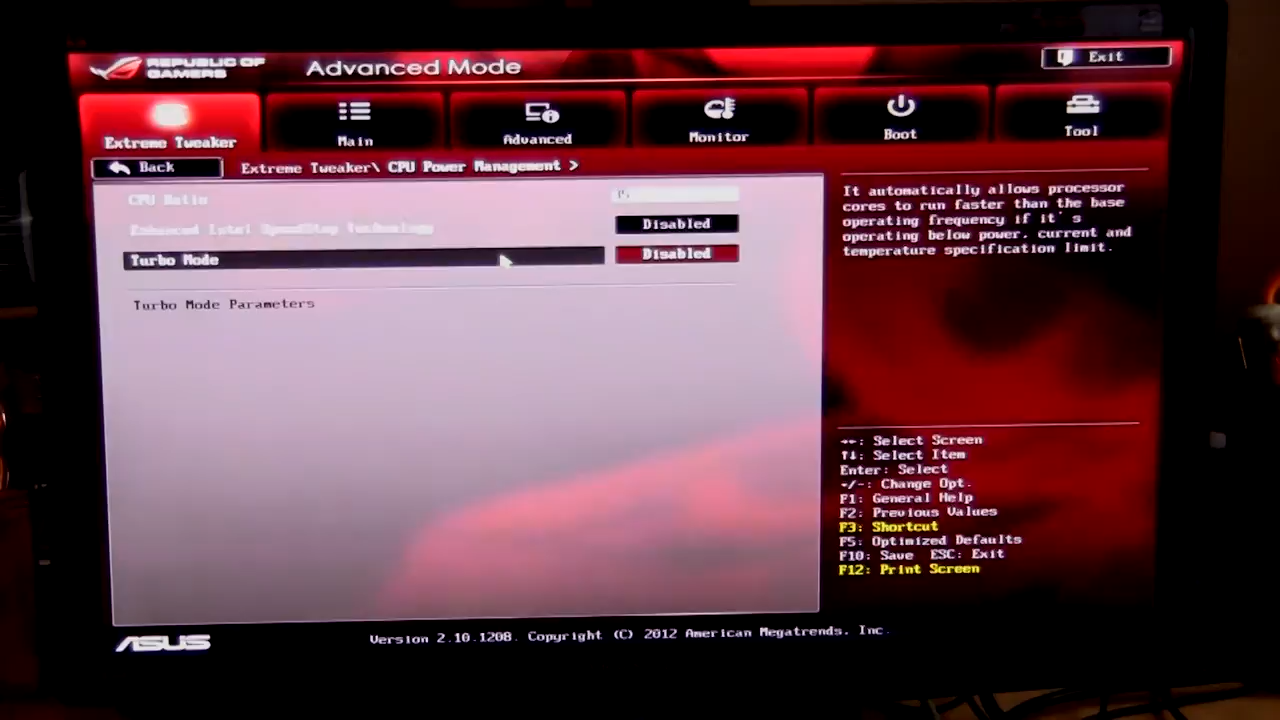 REPUBLIC OF
GAMERS
Advanced Mode
Exit
Extreme Tweaker
Main
Advanced
Monitor
Boot
Tool
Back
Extreme Tweaker\ CPU Power Management >
CPU Ratio
Enhanced Intel SpeedStep Technology
Disabled
Turbo Mode
Disabled
Turbo Mode Parameters
It automatically allows processor
cores to run faster than the base
operating frequency if it's
operating below power, current and
temperature specification limit.
→←: Select Screen
↑↓: Select Item
Enter: Select
+/-: Change Opt.
F1: General Help
F2: Previous Values
F3: Shortcut
F5: Optimized Defaults
F10: Save ESC: Exit
F12: Print Screen
ASUS
Version 2.10.1208. Copyright (C) 2012 American Megatrends, Inc.